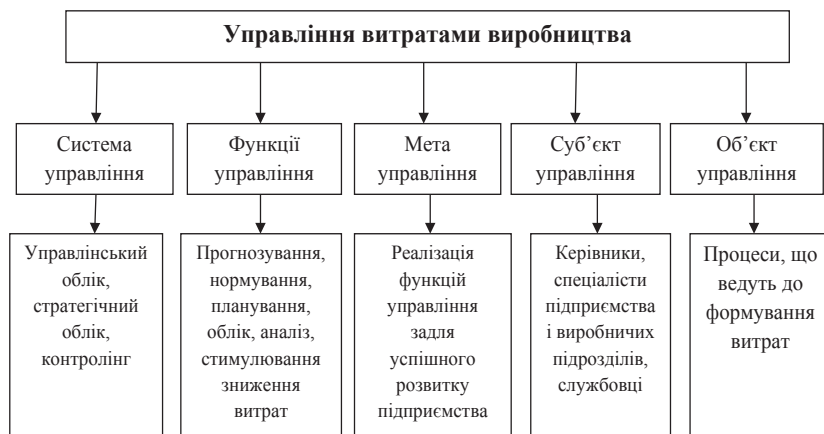 Управління витратами виробництва
Система
управління
Функції
управління
Мета
управління
Суб’єкт
управління
Об’єкт
управління
Управлінський
облік,
стратегічний
облік,
контролінг
Прогнозування,
нормування,
планування,
облік, аналіз,
стимулювання
зниження
витрат
Реалізація
функцій
управління
задля
успішного
розвитку
підприємства
Керівники,
спеціалісти
підприємства
і виробничих
підрозділів,
службовці
Процеси, що
ведуть до
формування
витрат